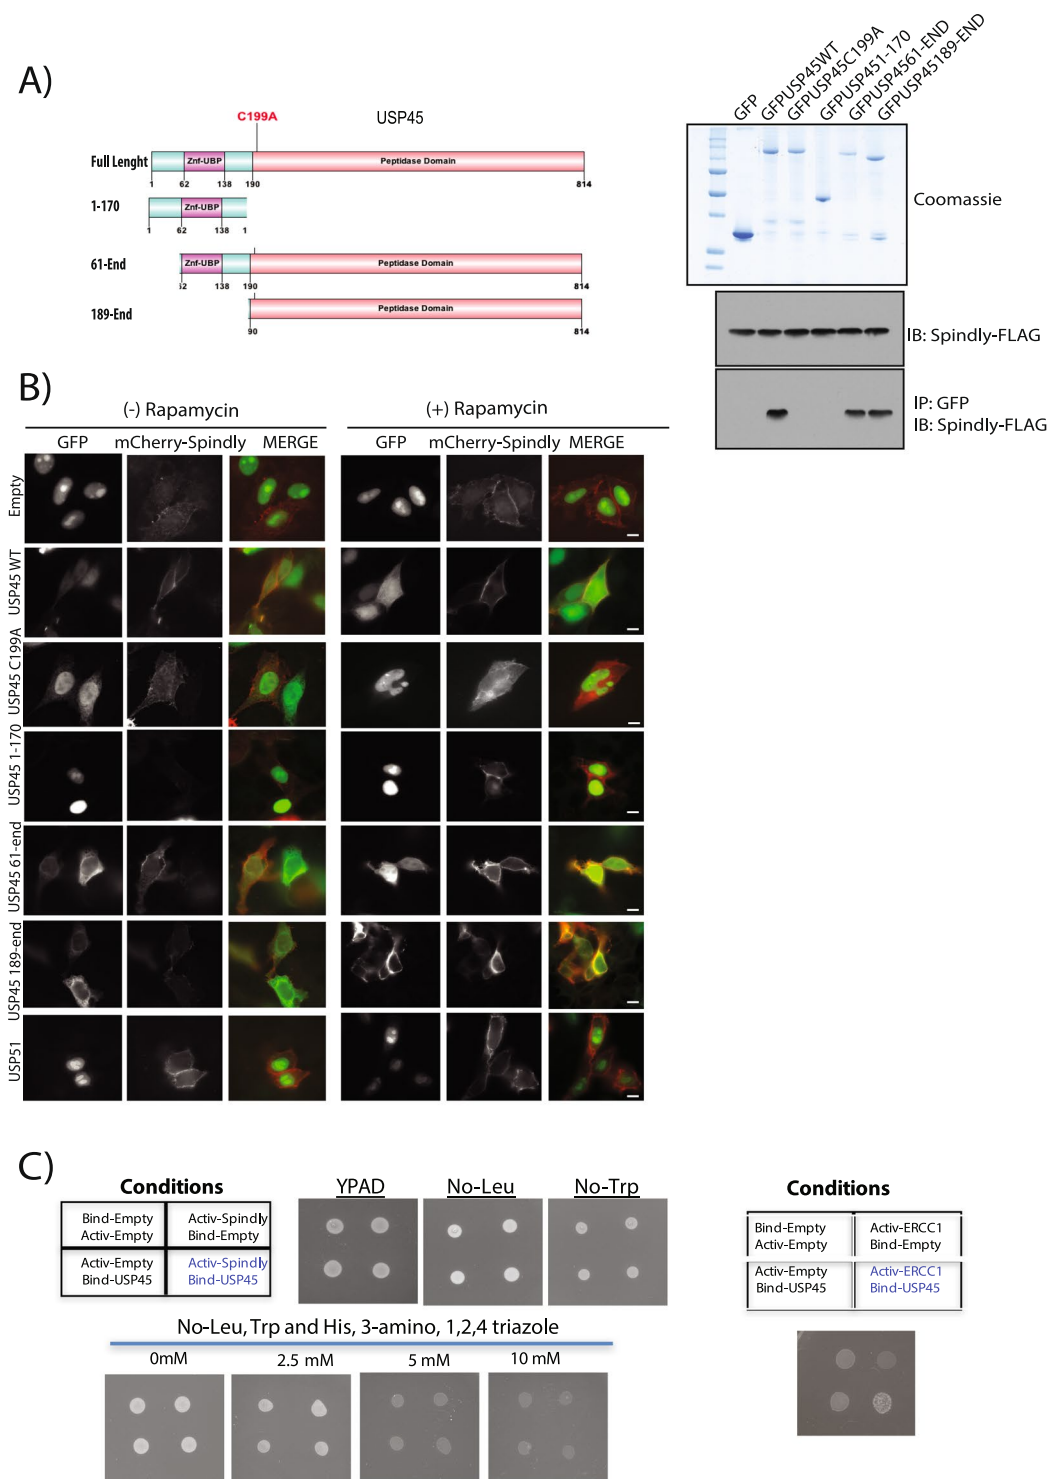 A)
C199A
USP45
Full Lenght
Znf-UBP
Peptidase Domain
1
62
138
190
814
1-170
Znf-UBP
1
62
138
1
61-End
Znf-UBP
Peptidase Domain
138
190
814
189-End
Peptidase Domain
90
814
GFP
GFPUSP45WT
GFPUSP45C199A
GFPUSP451-170
GFPUSP4561-END
GFPUSP45189-END
Coomassie
IB: Spindly-FLAG
IP: GFP
IB: Spindly-FLAG
B)
(-) Rapamycin
(+) Rapamycin
GFP mCherry-Spindly MERGE
GFP mCherry-Spindly MERGE
Empty
USP45 WT
USP45 C199A
USP45 1-170
USP45 61-end
USP45 189-end
USP51
C)
Conditions
Bind-Empty
Activ-Empty
Activ-Spindly
Bind-Empty
Activ-Empty
Bind-USP45
Activ-Spindly
Bind-USP45
YPAD
No-Leu
No-Trp
No-Leu, Trp and His, 3-amino, 1,2,4 triazole
0mM
2.5 mM
5 mM
10 mM
Conditions
Bind-Empty
Activ-Empty
Activ-ERCC1
Bind-Empty
Activ-Empty
Bind-USP45
Activ-ERCC1
Bind-USP45